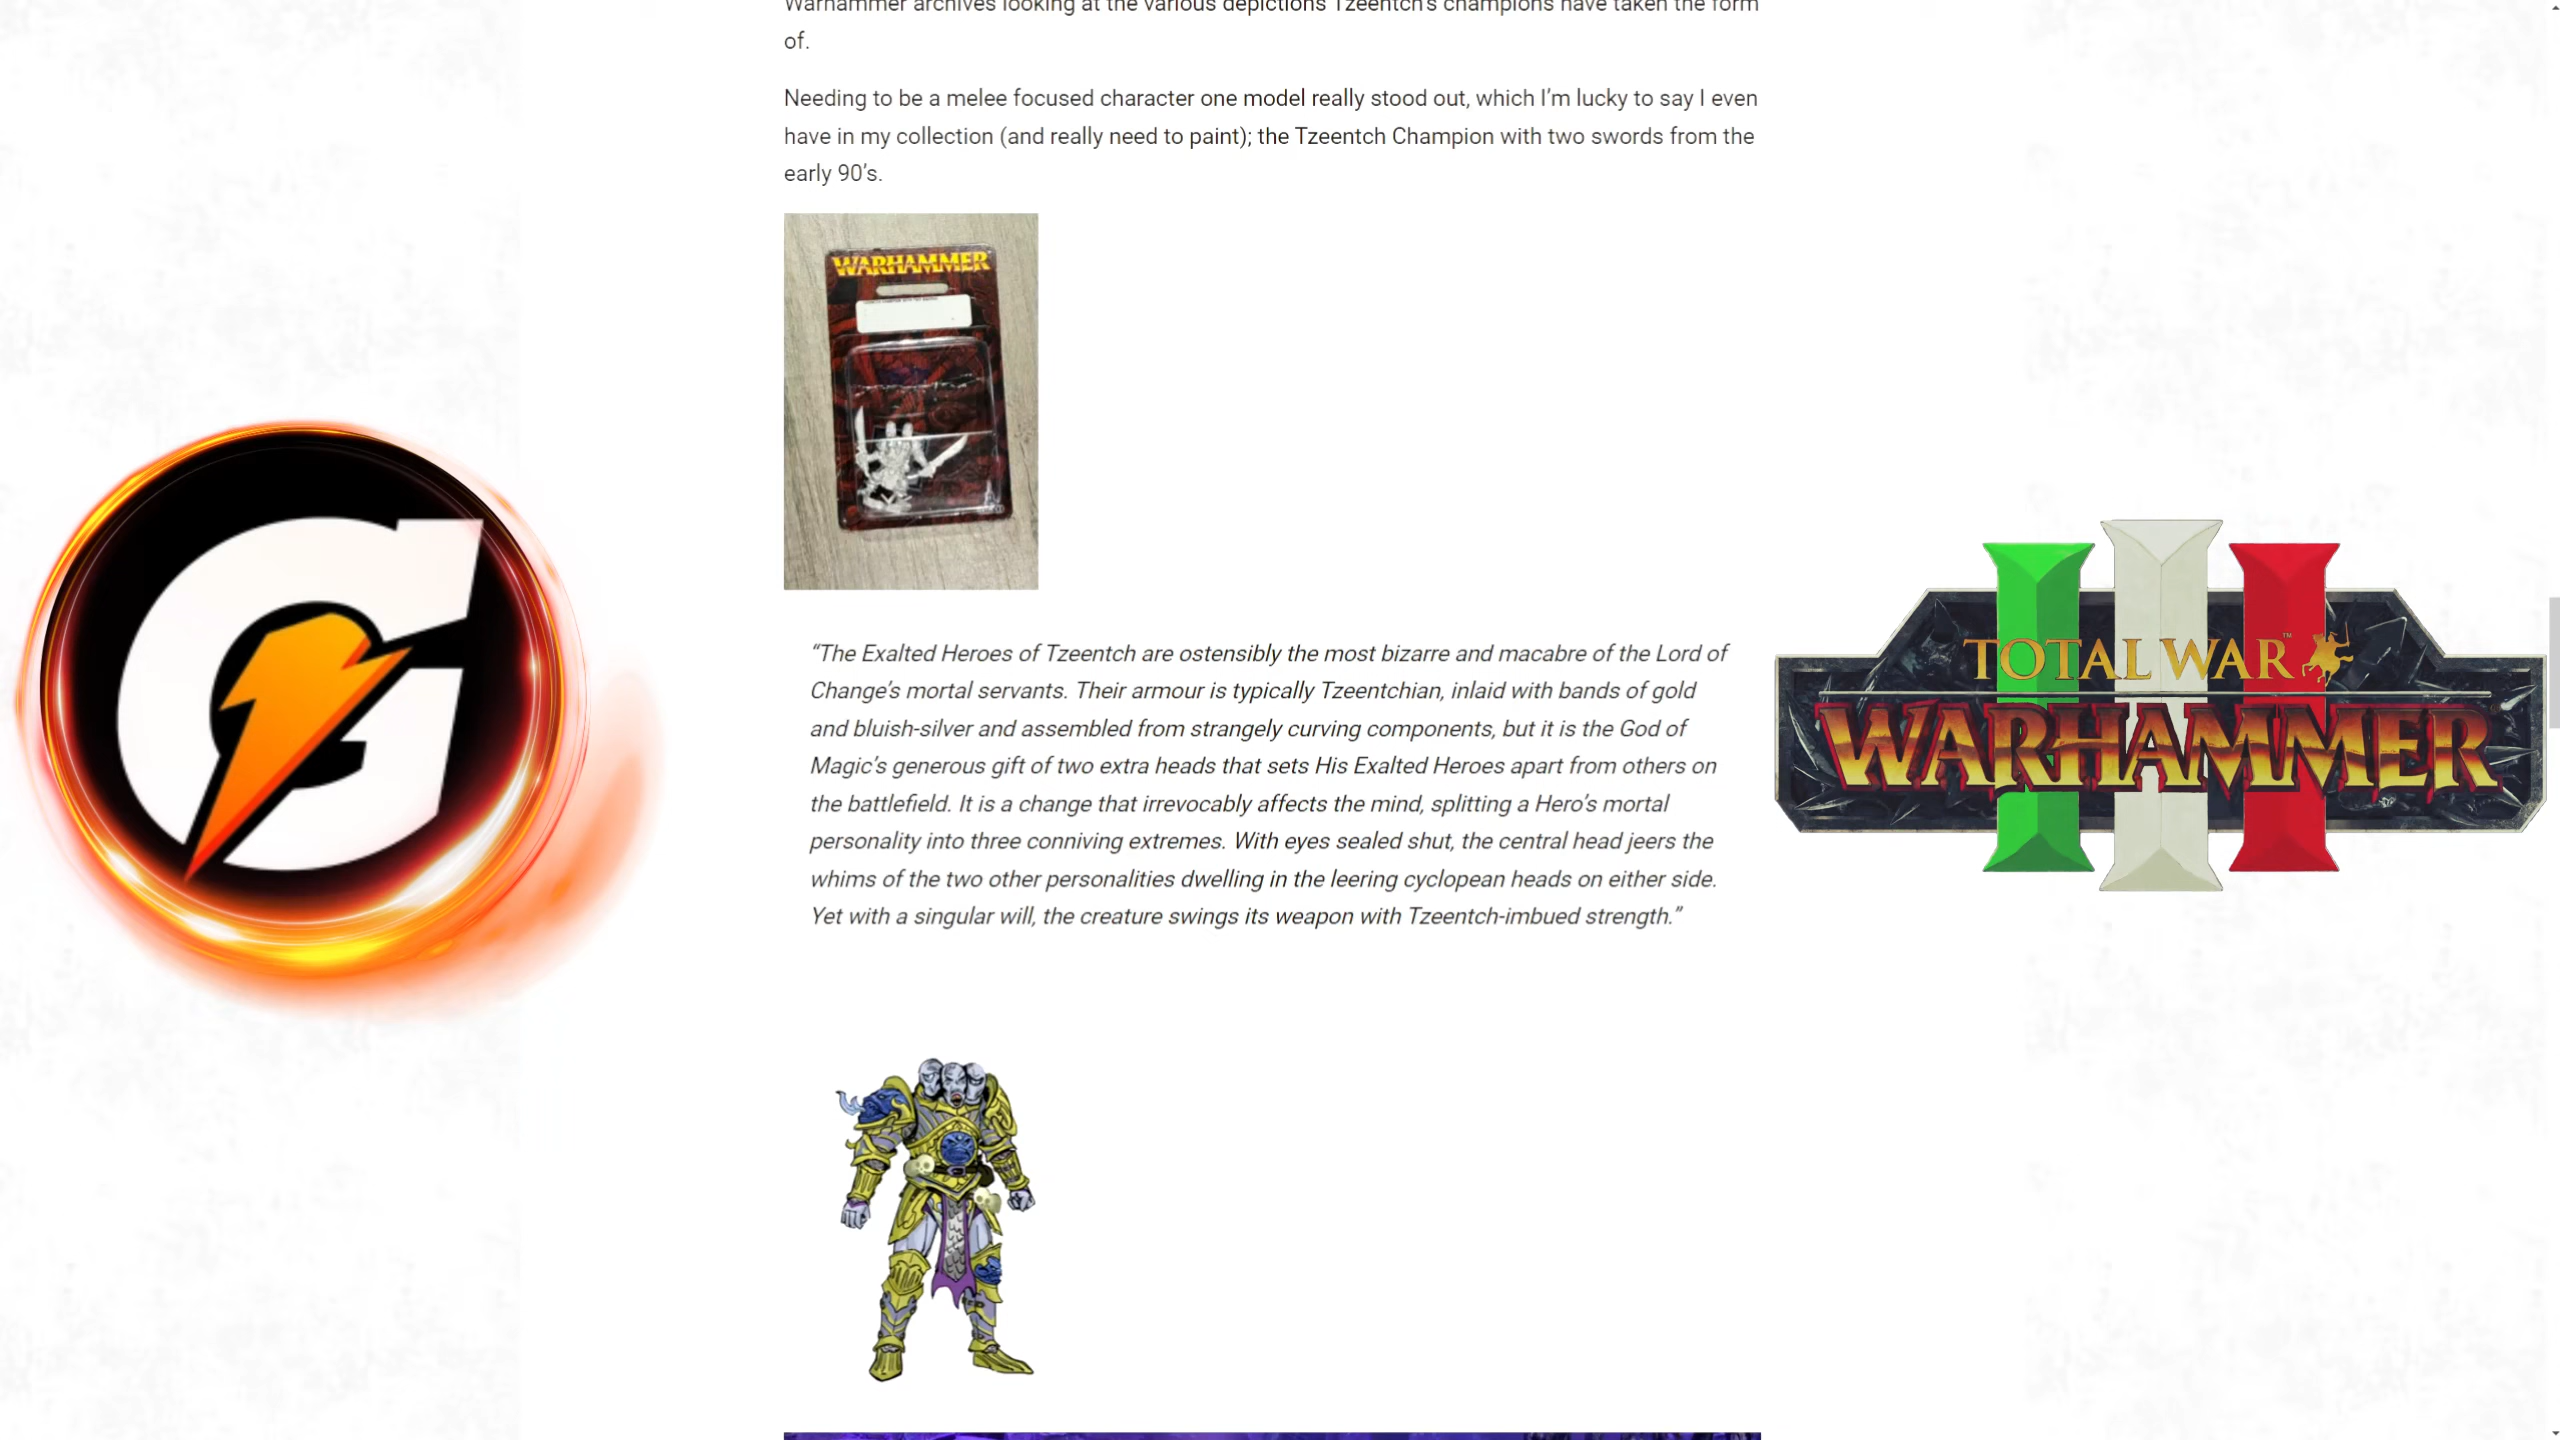 Warhammer archives looking at the various depictions Tzeentch's champions have taken the form
of.
Needing to be a melee focused character one model really stood out, which I’m lucky to say I even
have in my collection (and really need to paint); the Tzeentch Champion with two swords from the
early 90’s.
WARHAMMER
“The Exalted Heroes of Tzeentch are ostensibly the most bizarre and macabre of the Lord of
Change’s mortal servants. Their armour is typically Tzeentchian, inlaid with bands of gold
and bluish-silver and assembled from strangely curving components, but it is the God of
Magic’s generous gift of two extra heads that sets His Exalted Heroes apart from others on
the battlefield. It is a change that irrevocably affects the mind, splitting a Hero’s mortal
personality into three conniving extremes. With eyes sealed shut, the central head jeers the
whims of the two other personalities dwelling in the leering cyclopean heads on either side.
Yet with a singular will, the creature swings its weapon with Tzeentch-imbued strength.”
G
TOTAL WAR™
WARHAMMER
III